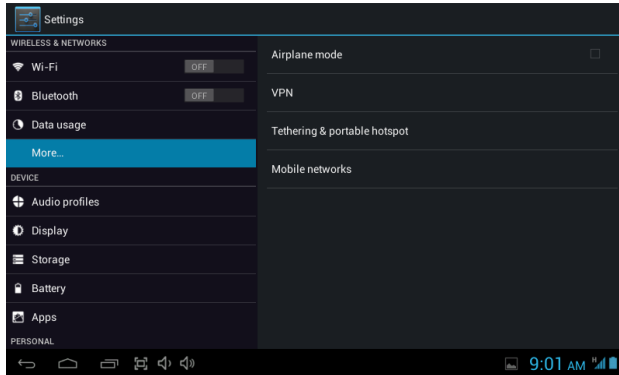 Settings
WIRELESS & NETWORKS
Wi-Fi OFF
Bluetooth OFF
Data usage
More...
DEVICE
Audio profiles
Display
Storage
Battery
Apps
PERSONAL
Airplane mode
VPN
Tethering & portable hotspot
Mobile networks
9:01 AM H